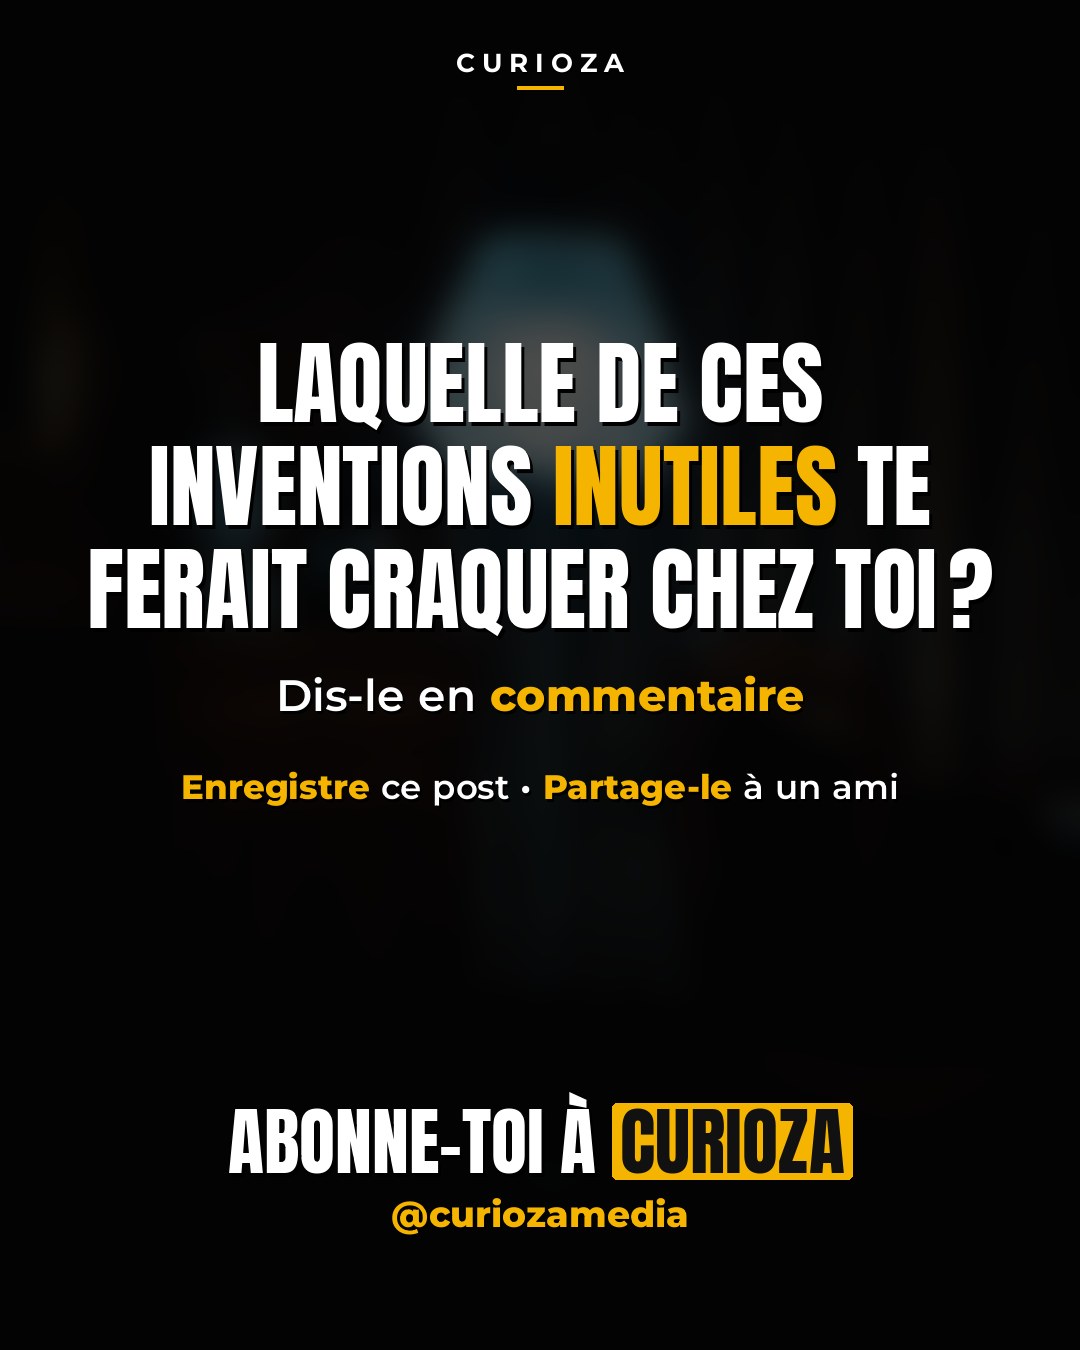 CURIOZA
LAQUELLE DE CES
INVENTIONS INUTILES TE
FERAIT CRAQUER CHEZ TOI ?
Dis-le en commentaire
Enregistre ce post • Partage-le à un ami
ABONNE-TOI À CURIOZA
@curiozamedia